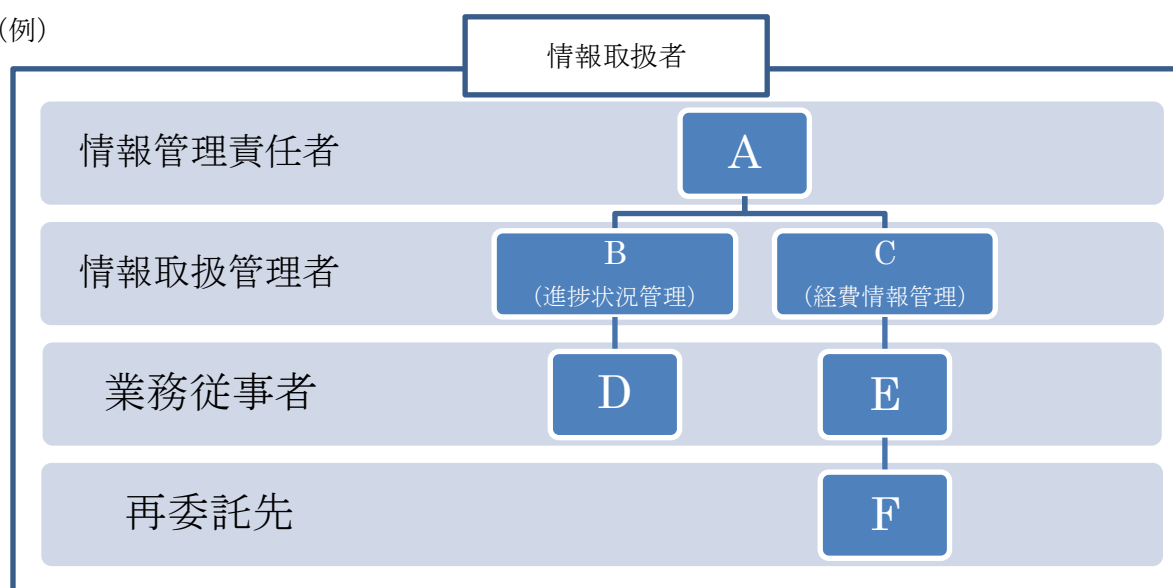 (例)
情報取扱者
情報管理責任者
A
情報取扱管理者
B
(進捗状況管理)
C
(経費情報管理)
業務従事者
D
E
再委託先
F